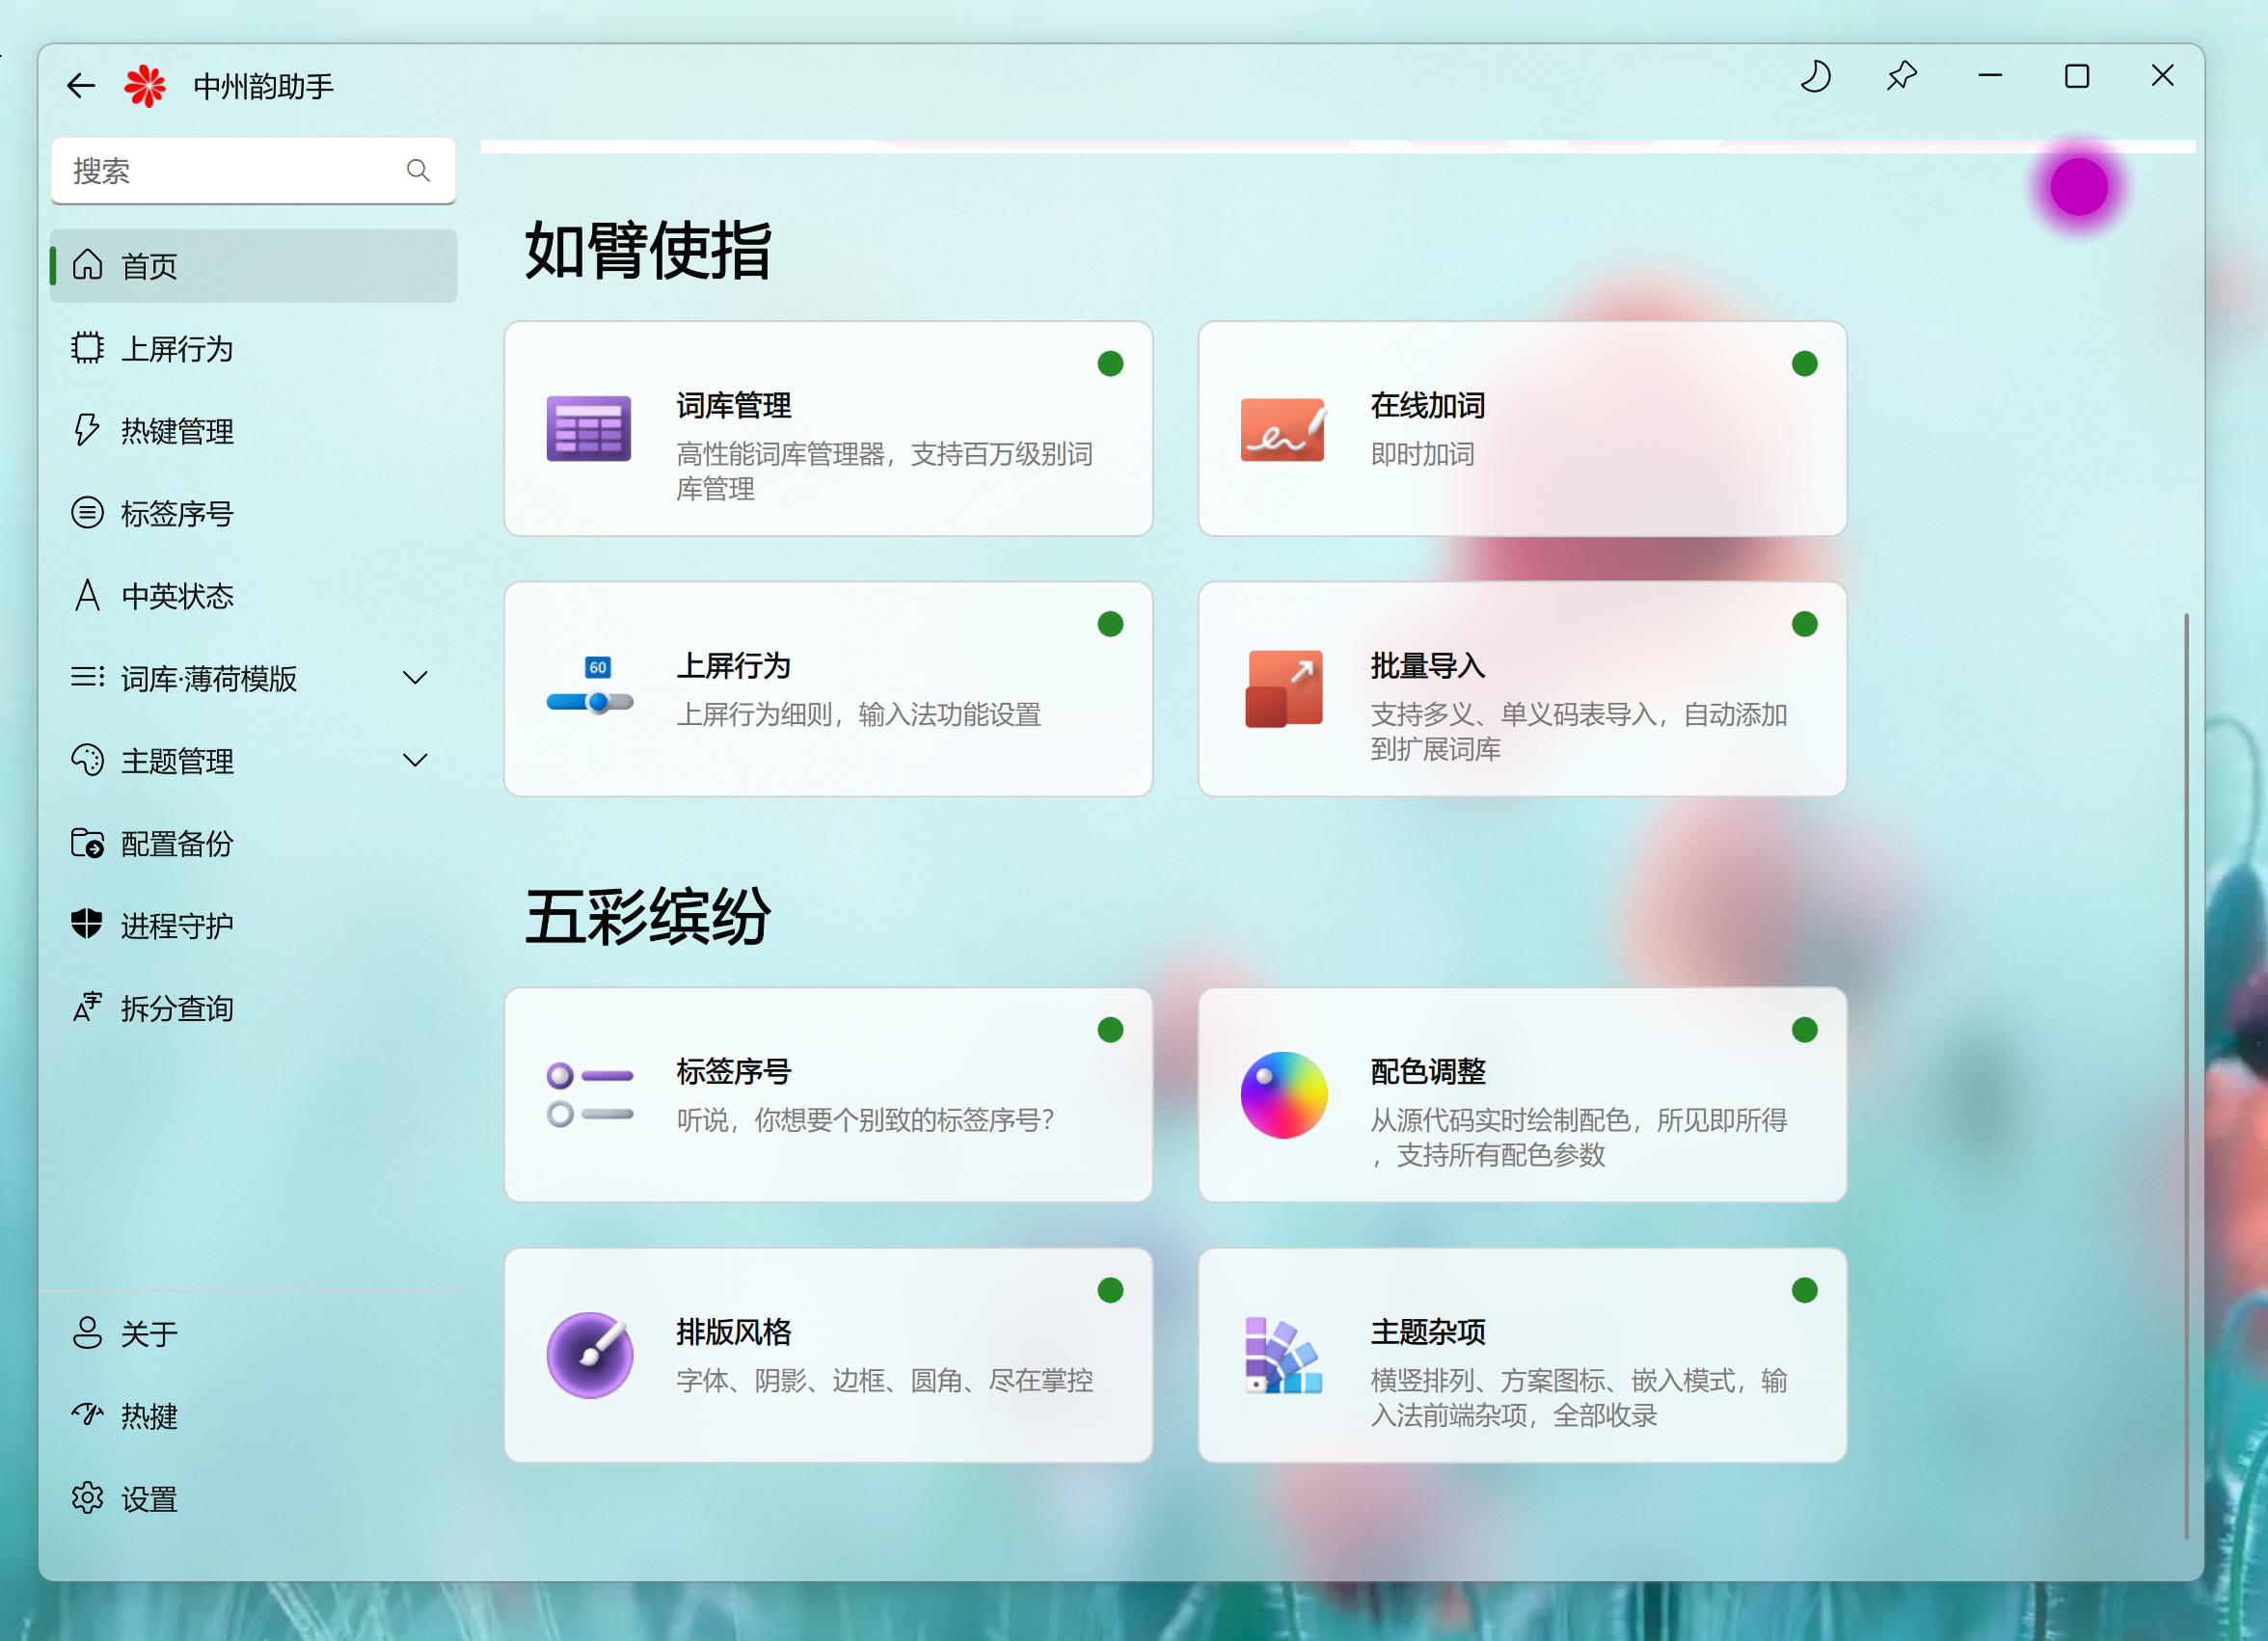 中州韵助手
搜索
首页
上屏行为
热键管理
标签序号
中英状态
词库·薄荷模版
主题管理
配置备份
进程守护
拆分查询
关于
热揵
设置
如臂使指
词库管理
高性能词库管理器，支持百万级别词
库管理
在线加词
即时加词
60
上屏行为
上屏行为细则，输入法功能设置
批量导入
支持多义、单义码表导入，自动添加
到扩展词库
五彩缤纷
标签序号
听说，你想要个别致的标签序号？
配色调整
从源代码实时绘制配色，所见即所得
，支持所有配色参数
排版风格
字体、阴影、边框、圆角、尽在掌控
主题杂项
横竖排列、方案图标、嵌入模式，输
入法前端杂项，全部收录